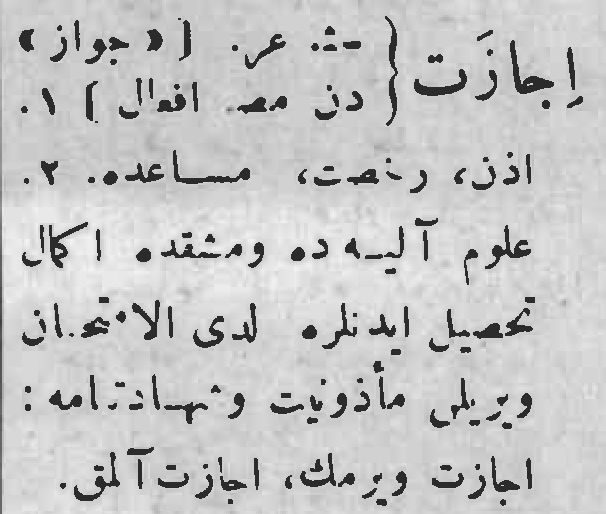 اِجازَت { مث. عر. [ « جواز »
دن مصـ افعال ] ١.
اذن، رخصت، مساعده. ٢.
علوم آليه ده ومشقده اكمال
تحصيل ايدنلره لدى الامتحان
ويريلن مأذونيت وشهادتنامه :
اجازت ويرمك، اجازت آلمق.